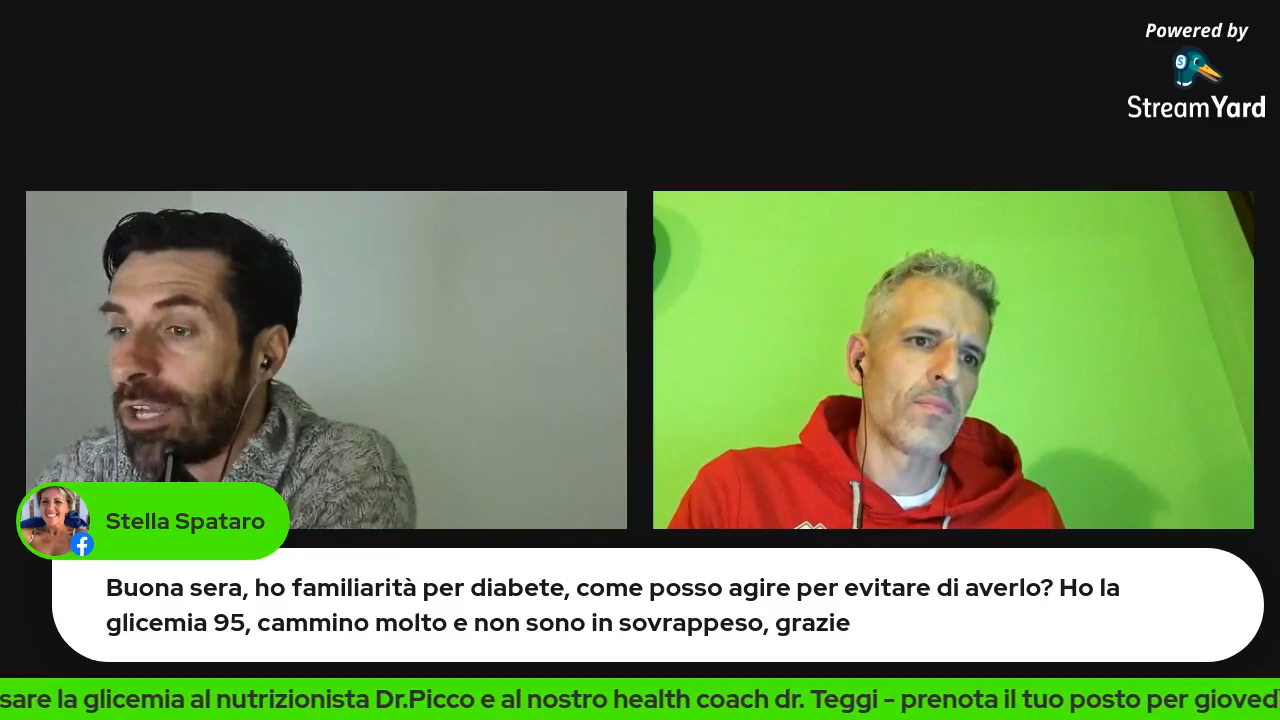 Powered by
StreamYard
Stella Spataro
Buona sera, ho familiarità per diabete, come posso agire per evitare di averlo? Ho la
glicemia 95, cammino molto e non sono in sovrappeso, grazie
sare la glicemia al nutrizionista Dr.Picco e al nostro health coach dr. Teggi - prenota il tuo posto per giovedì